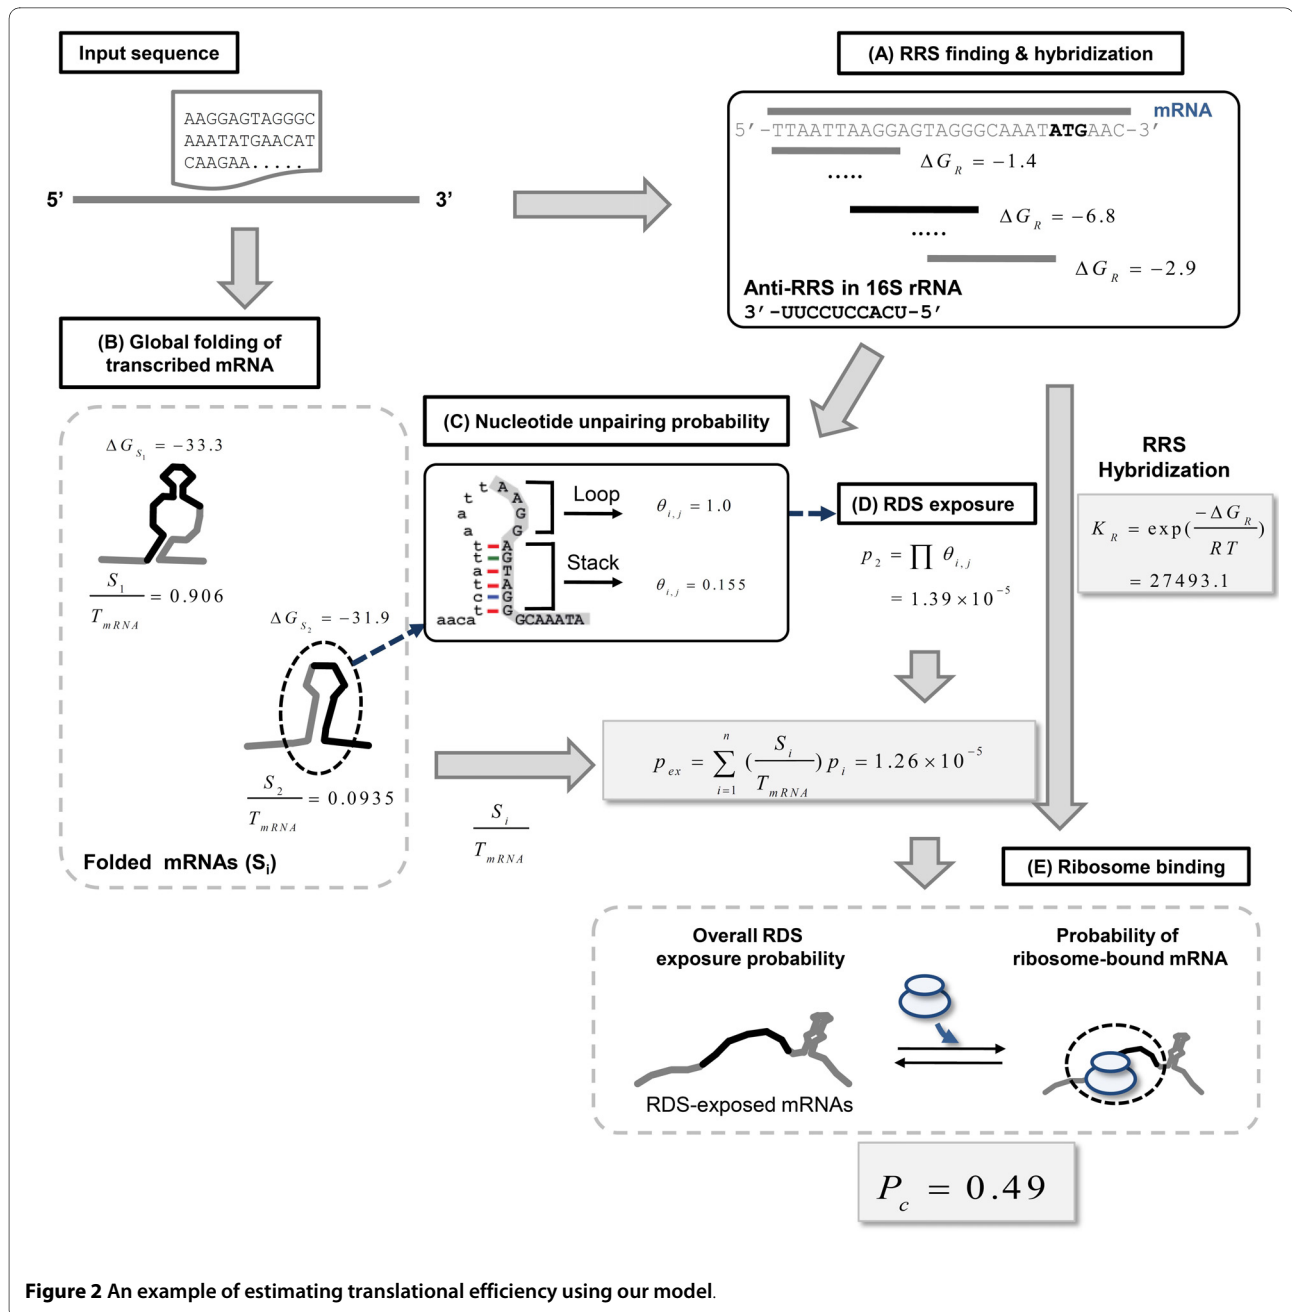 Input sequence
AAGGAGTAGGGC
AAATATGAACAT
CAAGAA.....
5’ 3’
(A) RRS finding & hybridization
mRNA
5’-TTAATTAAGGAGTAGGGCAAATATGAAC-3’
ΔG_R = −1.4
.....
ΔG_R = −6.8
.....
ΔG_R = −2.9
Anti-RRS in 16S rRNA
3’-UUCCUCCACU-5’
(B) Global folding of
transcribed mRNA
ΔG_S₁ = −33.3
S₁/T_mRNA = 0.906
ΔG_S₂ = −31.9
S₂/T_mRNA = 0.0935
Folded mRNAs (Sᵢ)
(C) Nucleotide unpairing probability
t t A A
a G
a G
t A
t G
a T
t A
c G
aacat G GCAAATA
Loop
θ_i,j = 1.0
Stack
θ_i,j = 0.155
(D) RDS exposure
p₂ = ∏ θ_i,j
= 1.39 × 10⁻⁵
RRS
Hybridization
K_R = exp(−ΔG_R/RT)
= 27493.1
S_i/T_mRNA
p_ex = ∑_{i=1}^{n} (S_i/T_mRNA) p_i = 1.26 × 10⁻⁵
(E) Ribosome binding
Overall RDS
exposure probability
Probability of
ribosome-bound mRNA
RDS-exposed mRNAs
P_c = 0.49
Figure 2 An example of estimating translational efficiency using our model.